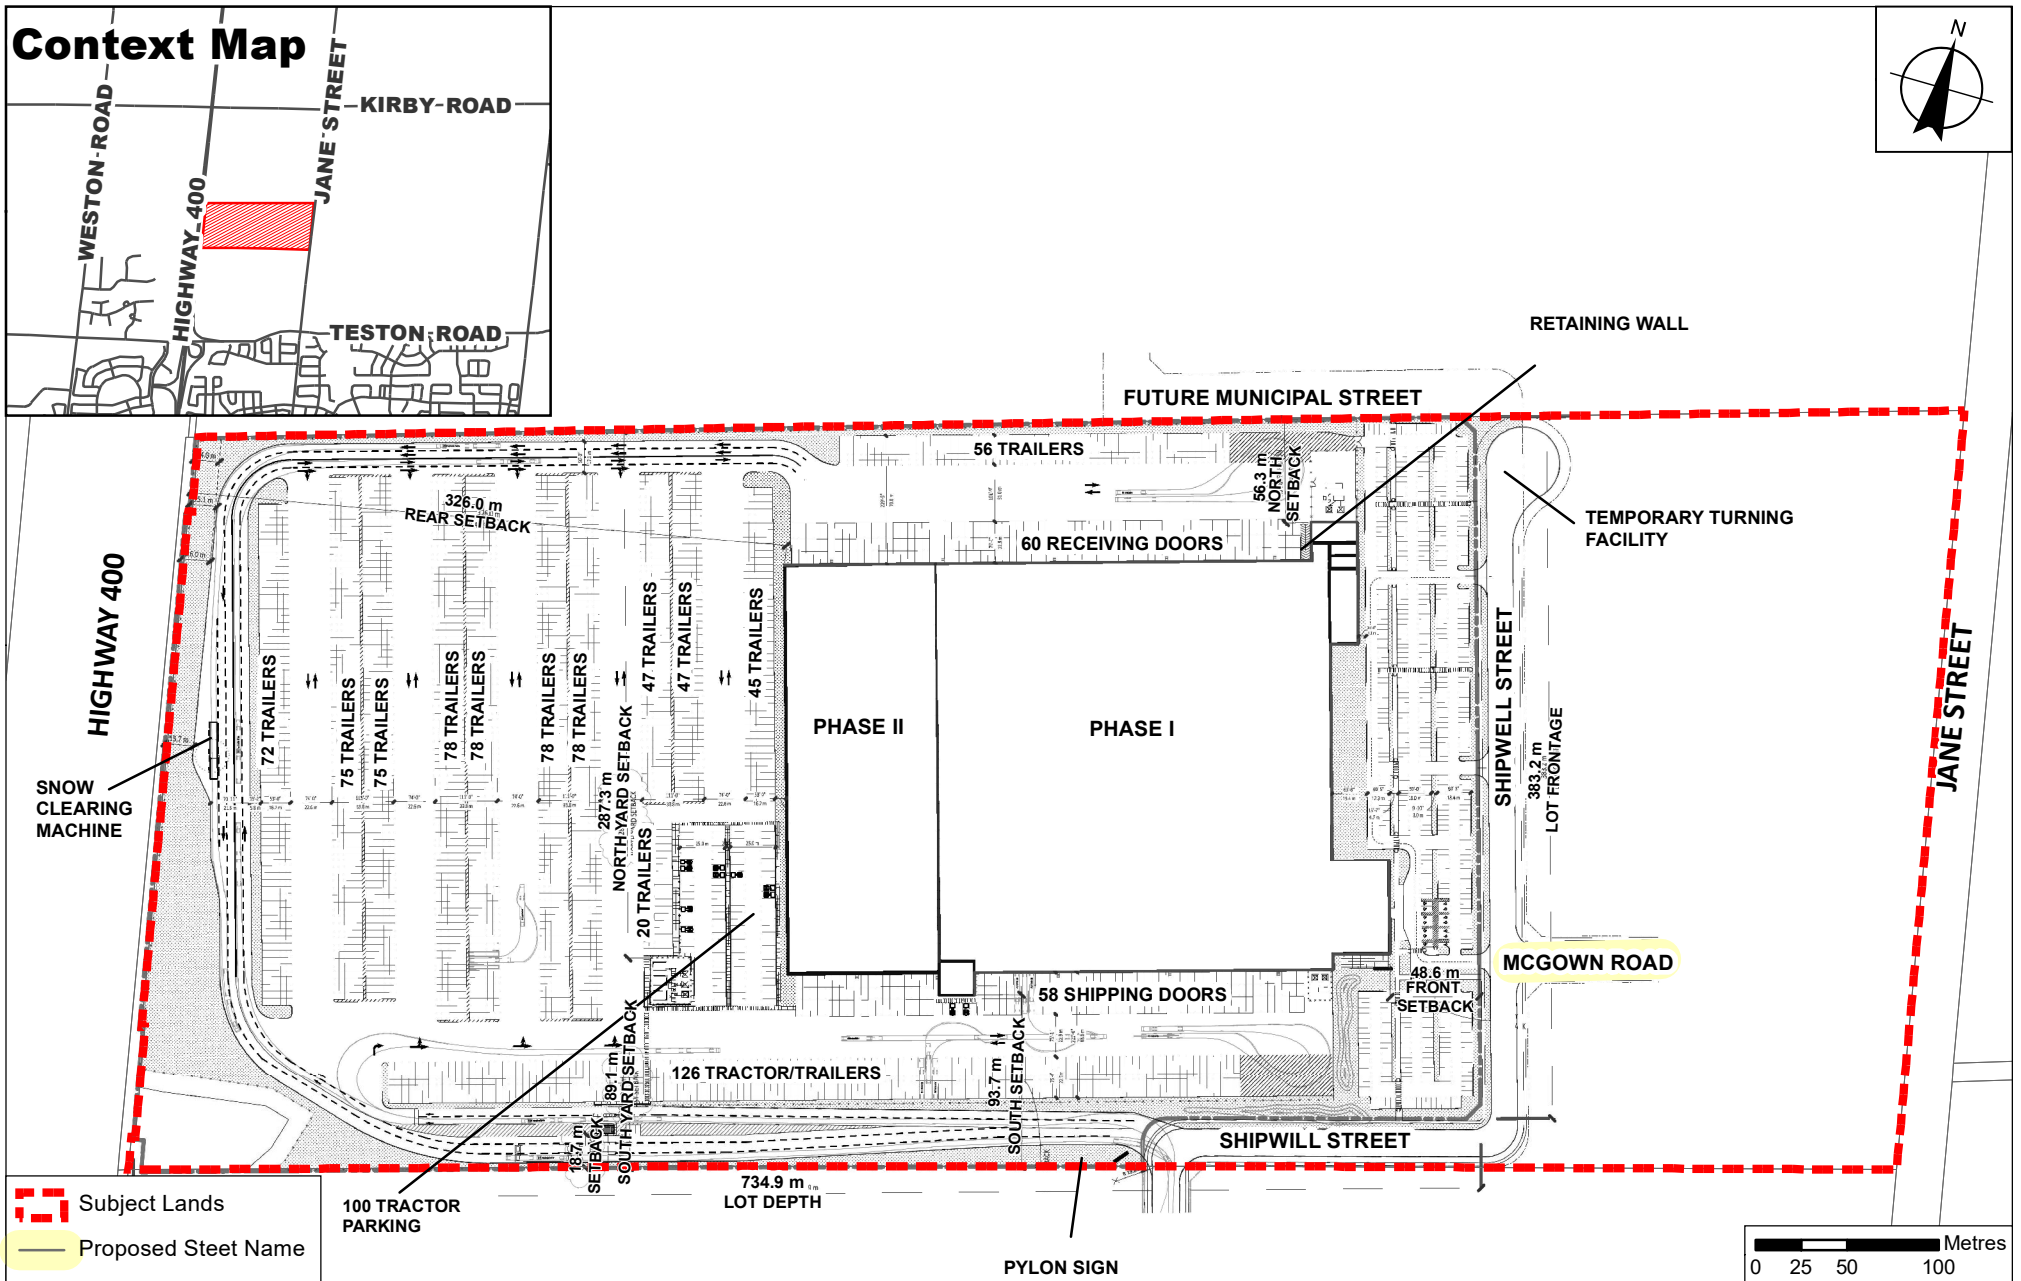 Context Map
WESTON ROAD
HIGHWAY 400
JANE STREET
KIRBY ROAD
TESTON ROAD
N
RETAINING WALL
FUTURE MUNICIPAL STREET
56 TRAILERS
56.3 m
NORTH
SETBACK
326.0 m
REAR SETBACK
60 RECEIVING DOORS
TEMPORARY TURNING
FACILITY
HIGHWAY 400
72 TRAILERS
75 TRAILERS
75 TRAILERS
78 TRAILERS
78 TRAILERS
78 TRAILERS
78 TRAILERS
47 TRAILERS
47 TRAILERS
45 TRAILERS
287.3 m
NORTH YARD SETBACK
20 TRAILERS
PHASE II
PHASE I
SHIPWELL STREET
383.2 m
LOT FRONTAGE
JANE STREET
SNOW
CLEARING
MACHINE
MCGOWN ROAD
48.6 m
FRONT
SETBACK
58 SHIPPING DOORS
126 TRACTOR/TRAILERS
89.1 m
SOUTH YARD SETBACK
18.7 m
SETBACK
93.7 m
SOUTH SETBACK
SHIPWILL STREET
734.9 m
LOT DEPTH
100 TRACTOR
PARKING
PYLON SIGN
Subject Lands
Proposed Steet Name
Metres
0 25 50 100